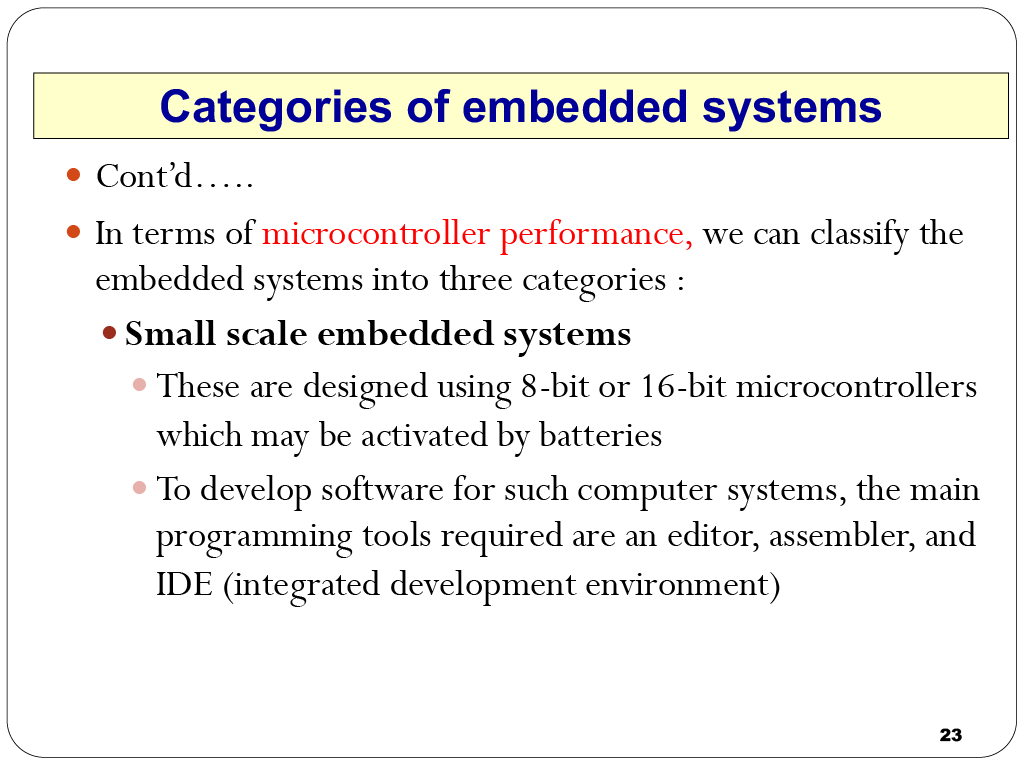 Categories of embedded systems
Cont’d…..
In terms of microcontroller performance, we can classify the
embedded systems into three categories :
Small scale embedded systems
These are designed using 8-bit or 16-bit microcontrollers
which may be activated by batteries
To develop software for such computer systems, the main
programming tools required are an editor, assembler, and
IDE (integrated development environment)
23